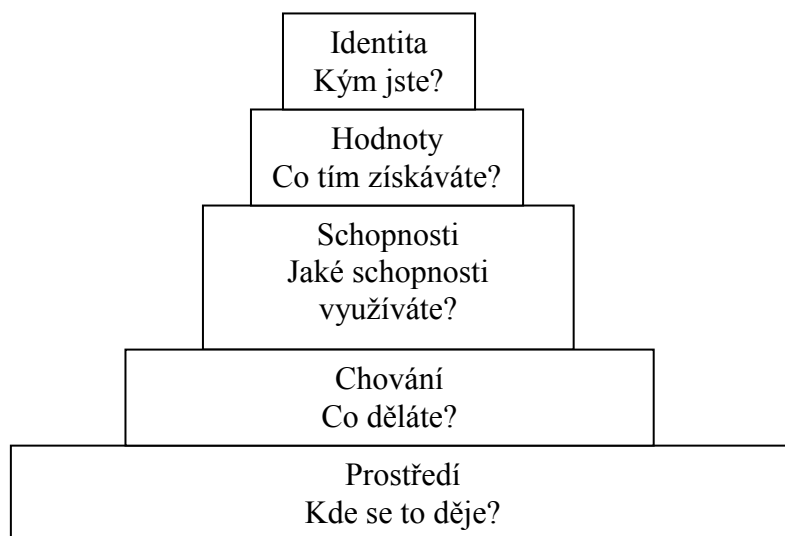 Identita
Kým jste?
Hodnoty
Co tím získáváte?
Schopnosti
Jaké schopnosti
využíváte?
Chování
Co děláte?
Prostředí
Kde se to děje?